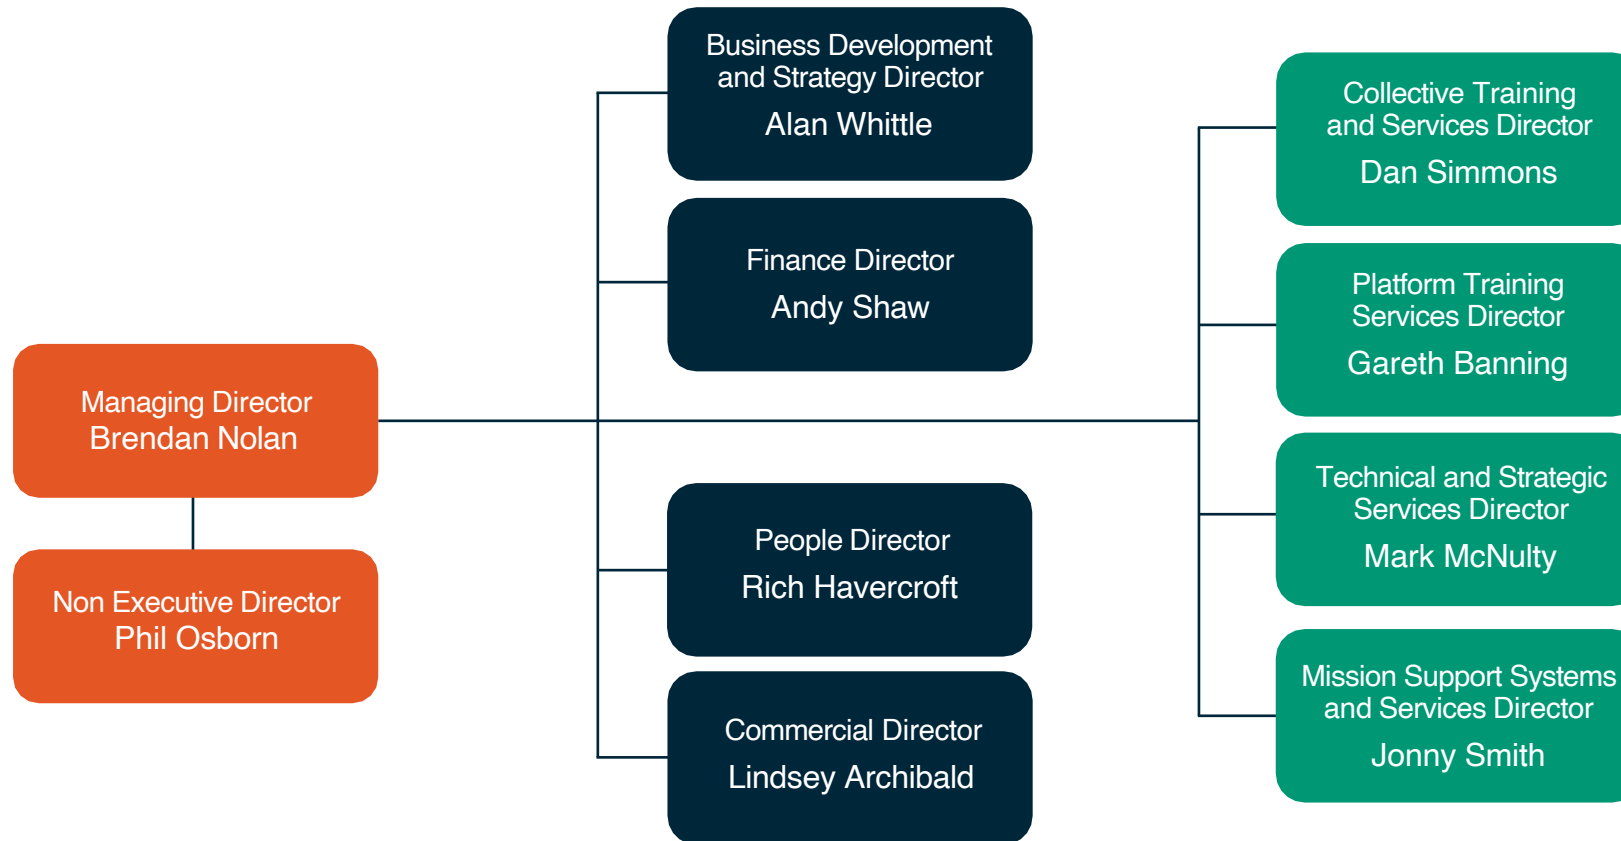 Managing Director
Brendan Nolan
Non Executive Director
Phil Osborn
Business Development
and Strategy Director
Alan Whittle
Finance Director
Andy Shaw
People Director
Rich Havercroft
Commercial Director
Lindsey Archibald
Collective Training
and Services Director
Dan Simmons
Platform Training
Services Director
Gareth Banning
Technical and Strategic
Services Director
Mark McNulty
Mission Support Systems
and Services Director
Jonny Smith